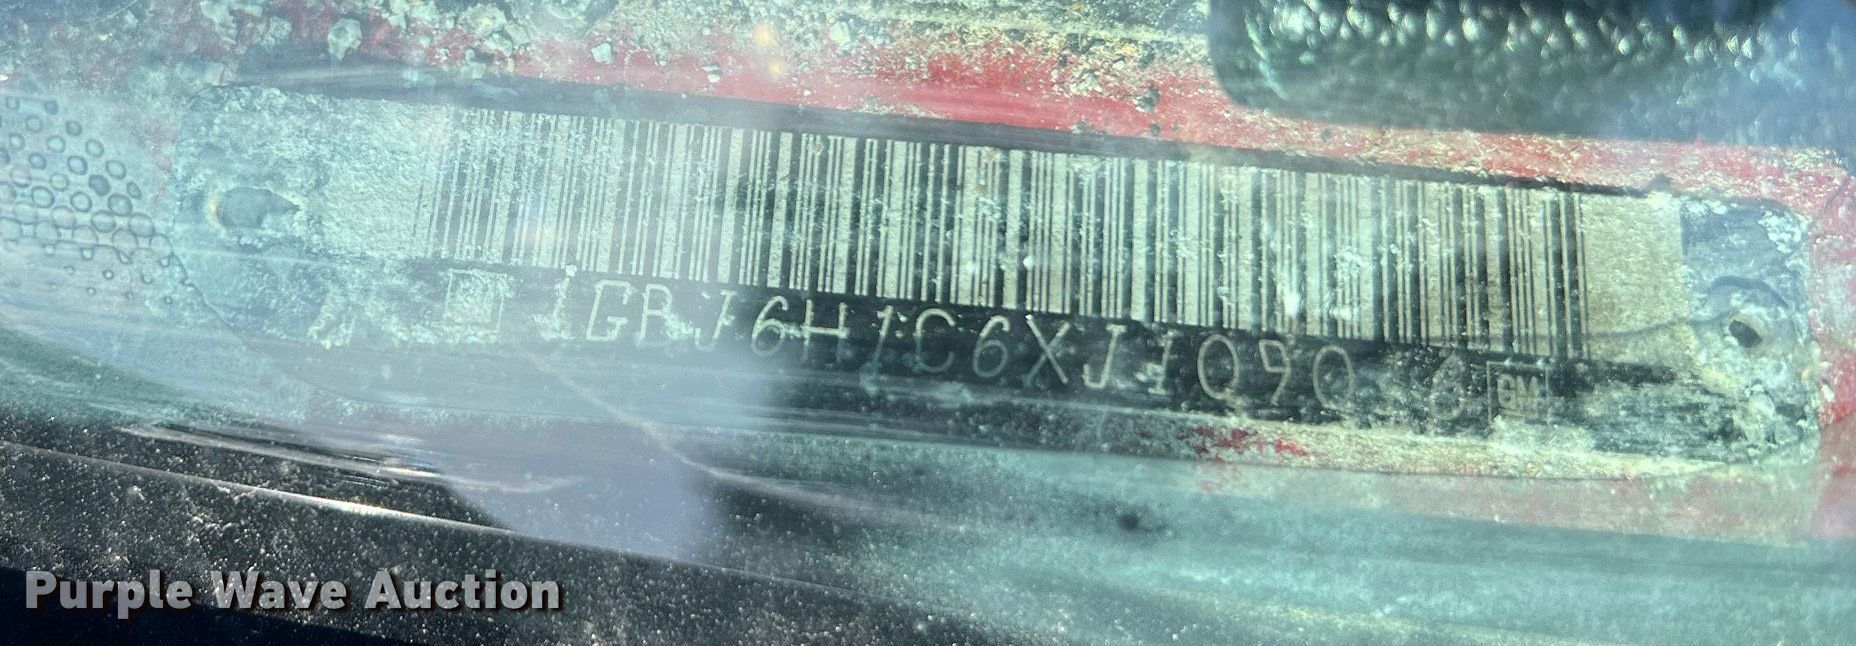 1GBJ6H1C6XJ1090
GM
Purple Wave Auction